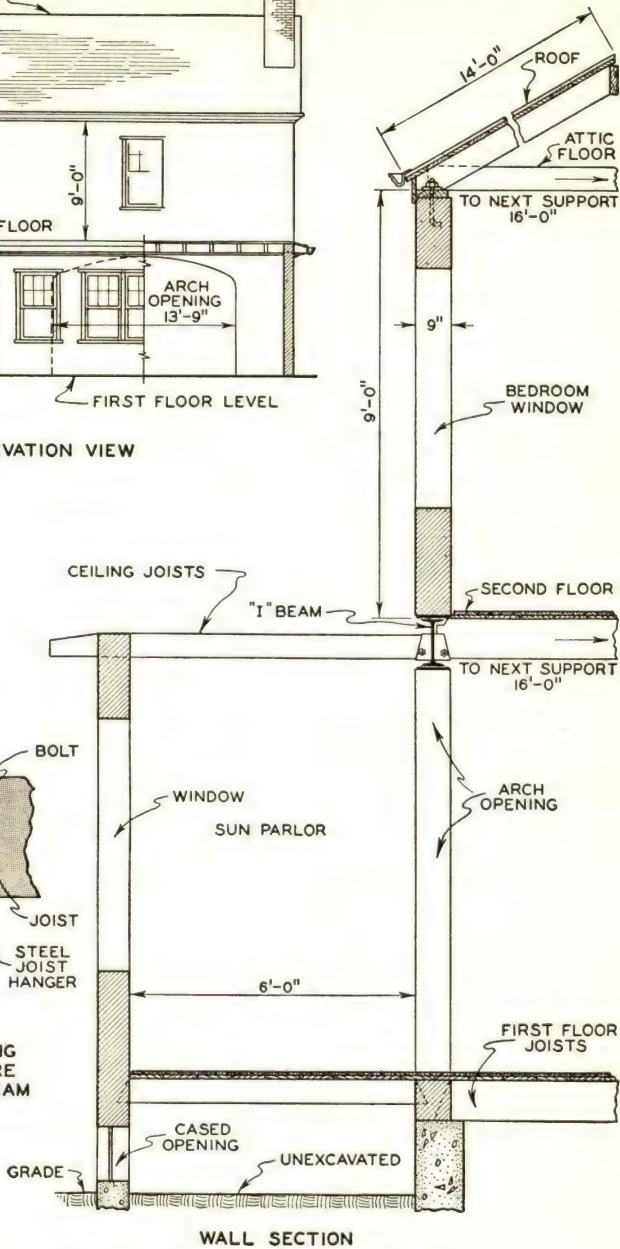 14'-0"
ROOF
ATTIC
FLOOR
TO NEXT SUPPORT
16'-0"
9'-0"
FLOOR
ARCH
OPENING
13'-9"
FIRST FLOOR LEVEL
VATION VIEW
9"
9'-0"
BEDROOM
WINDOW
CEILING JOISTS
"I" BEAM
SECOND FLOOR
TO NEXT SUPPORT
16'-0"
BOLT
WINDOW
SUN PARLOR
ARCH
OPENING
JOIST
STEEL
JOIST
HANGER
6'-0"
NG
RE
EAM
FIRST FLOOR
JOISTS
CASED
OPENING
GRADE
UNEXCAVATED
WALL SECTION